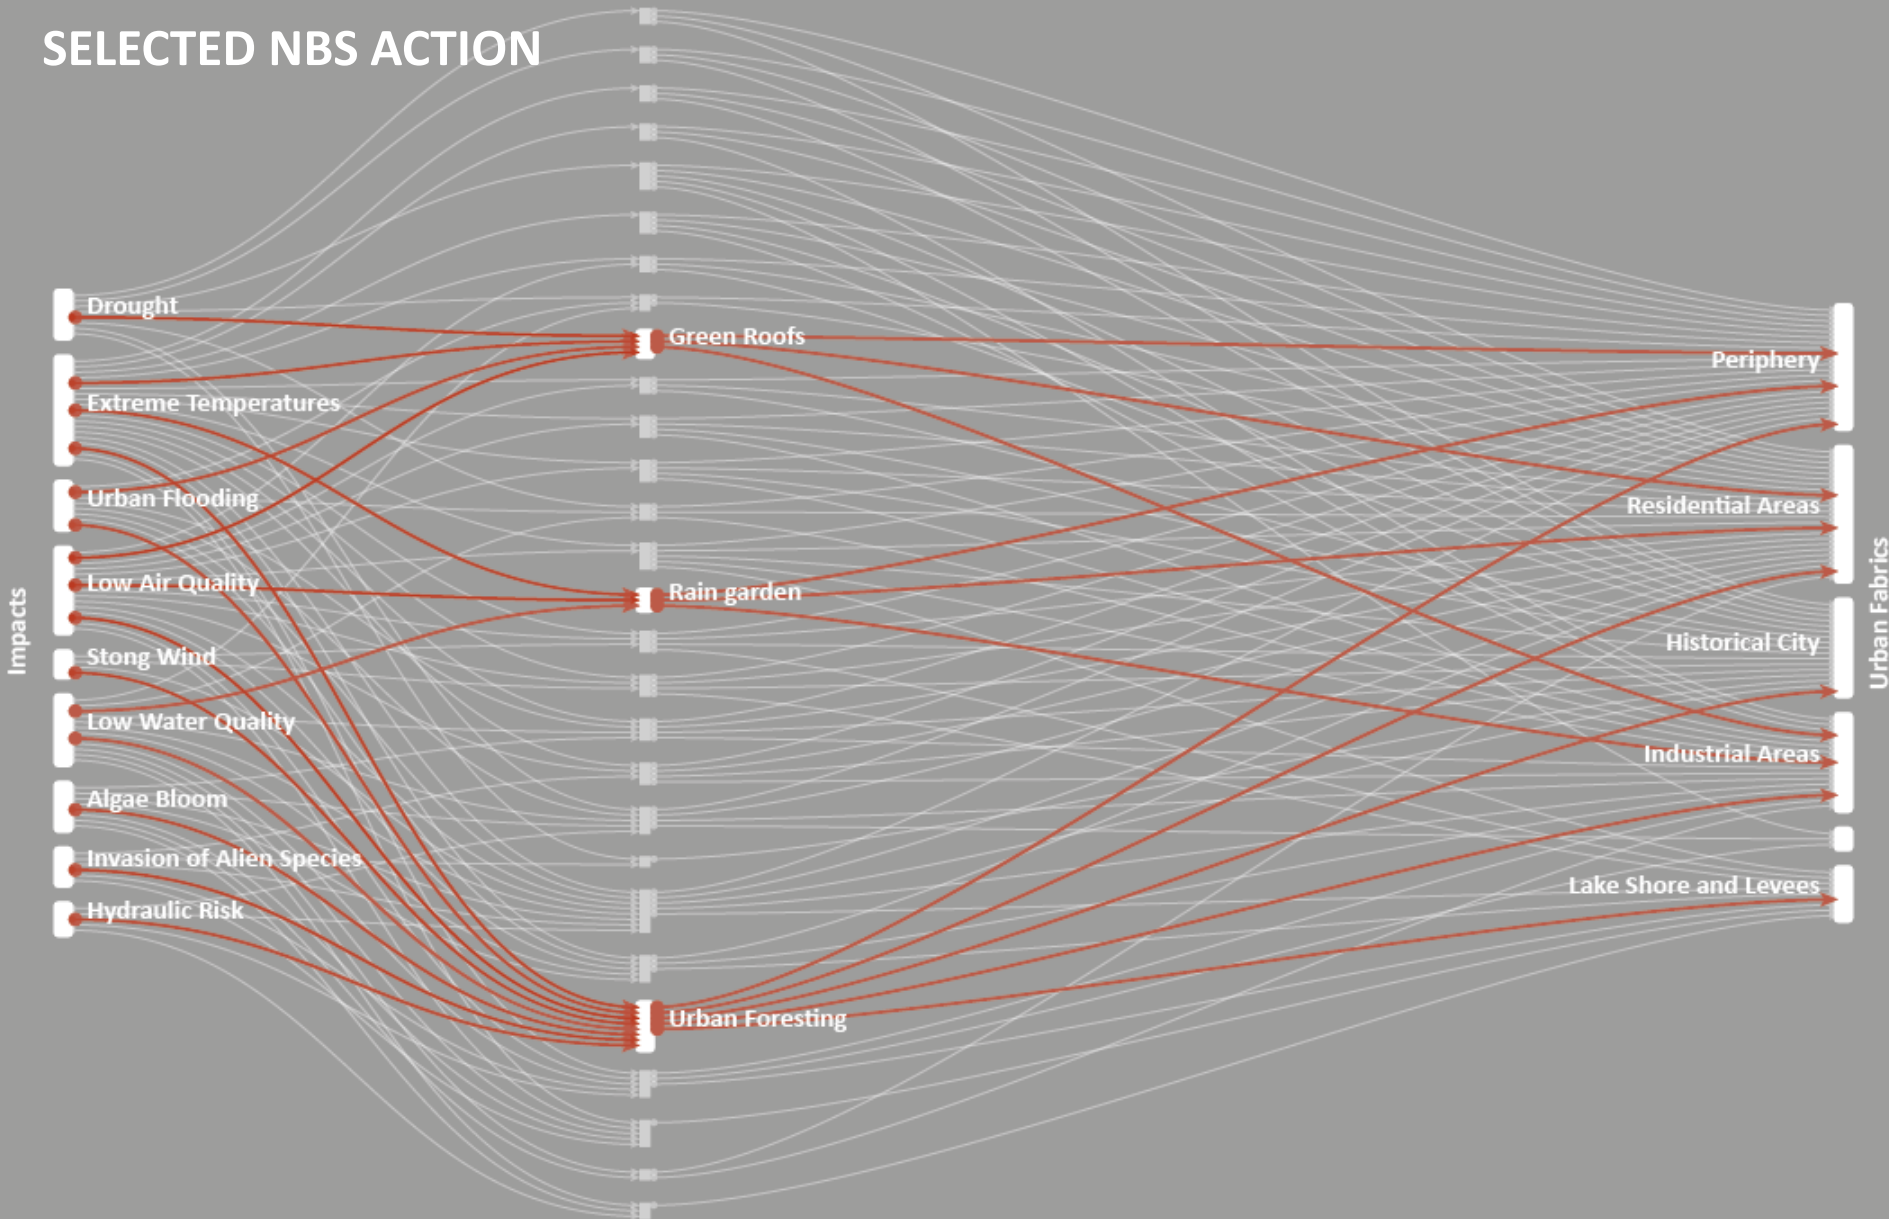 SELECTED NBS ACTION
Impacts
Drought
Extreme Temperatures
Urban Flooding
Low Air Quality
Stong Wind
Low Water Quality
Algae Bloom
Invasion of Alien Species
Hydraulic Risk
Green Roofs
Rain garden
Urban Foresting
Periphery
Residential Areas
Historical City
Industrial Areas
Lake Shore and Levees
Urban Fabrics